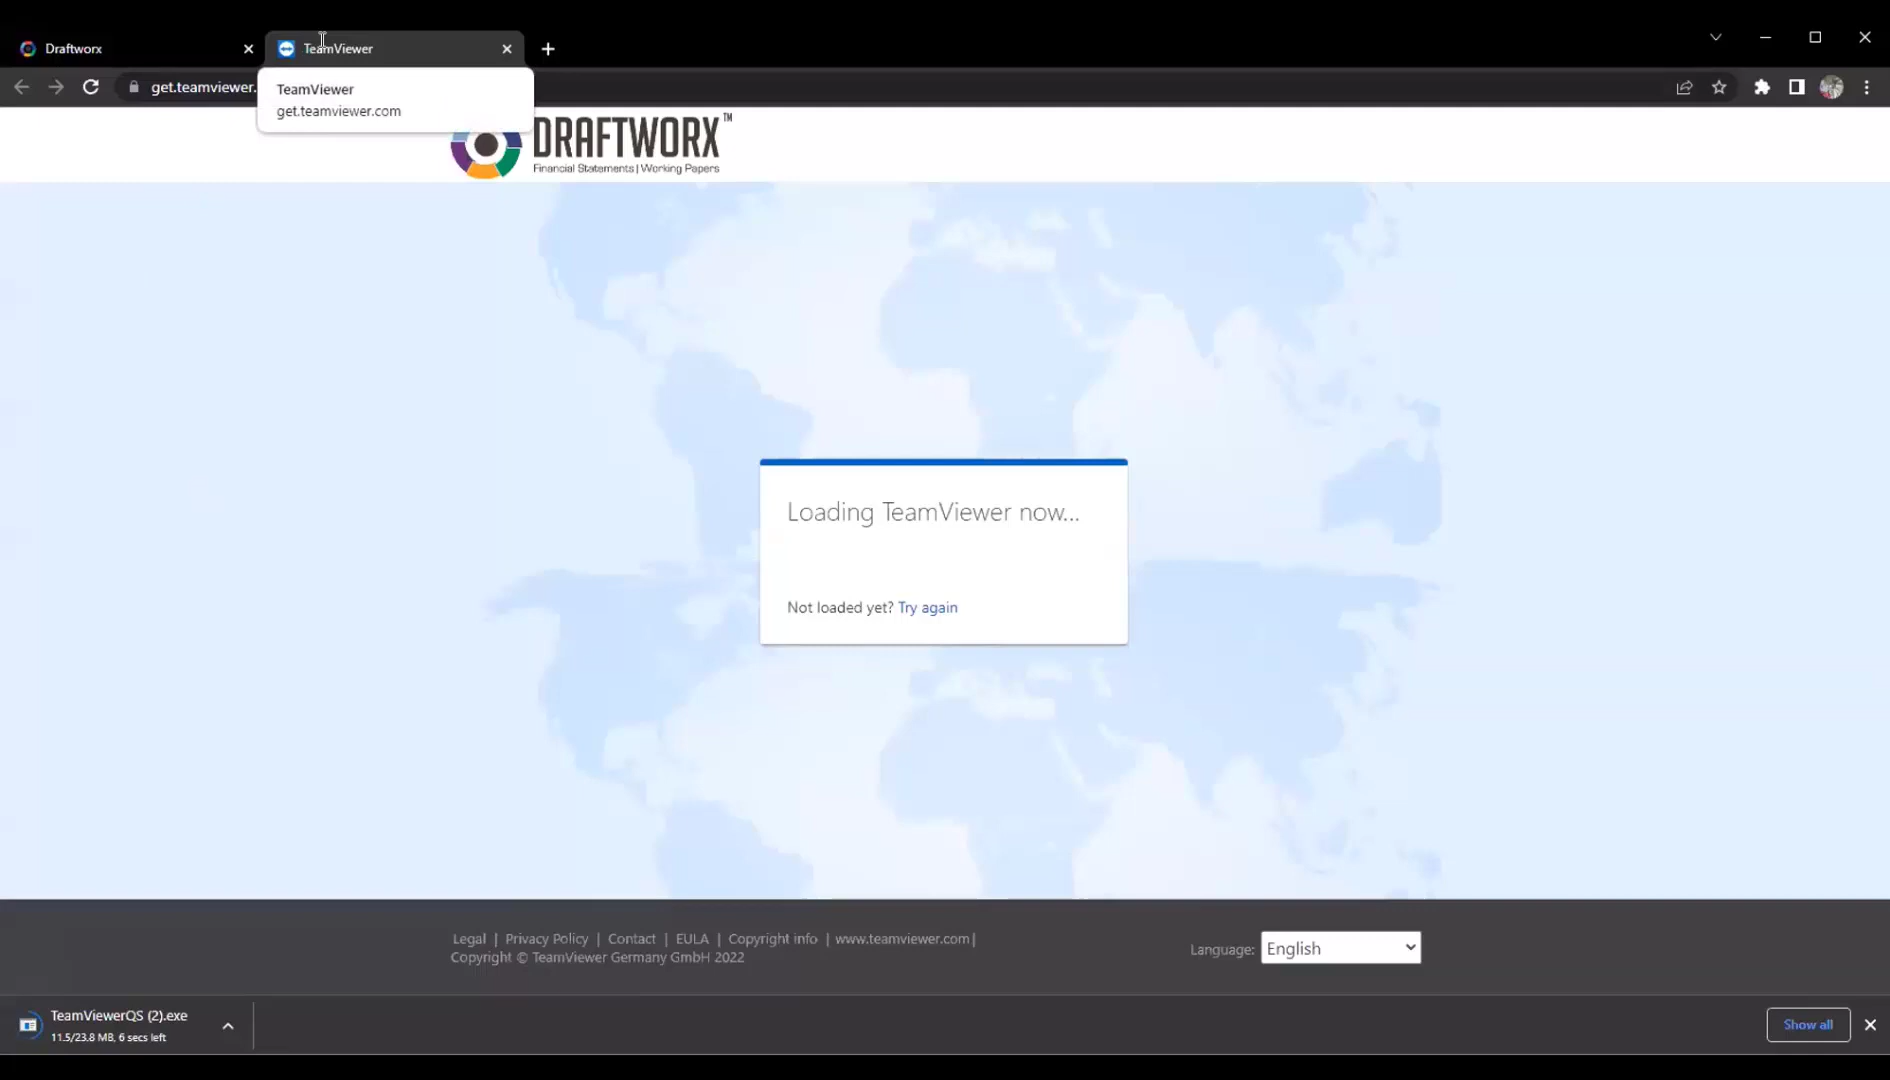 Draftworx
TeamViewer
get.teamviewer.
TeamViewer
get.teamviewer.com
DRAFTWORX™
Financial Statements | Working Papers
Loading TeamViewer now...
Not loaded yet? Try again
Legal | Privacy Policy | Contact | EULA | Copyright info | www.teamviewer.com |
Copyright © TeamViewer Germany GmbH 2022
Language: English
TeamViewerQS (2).exe
11.5/23.8 MB, 6 secs left
Show all